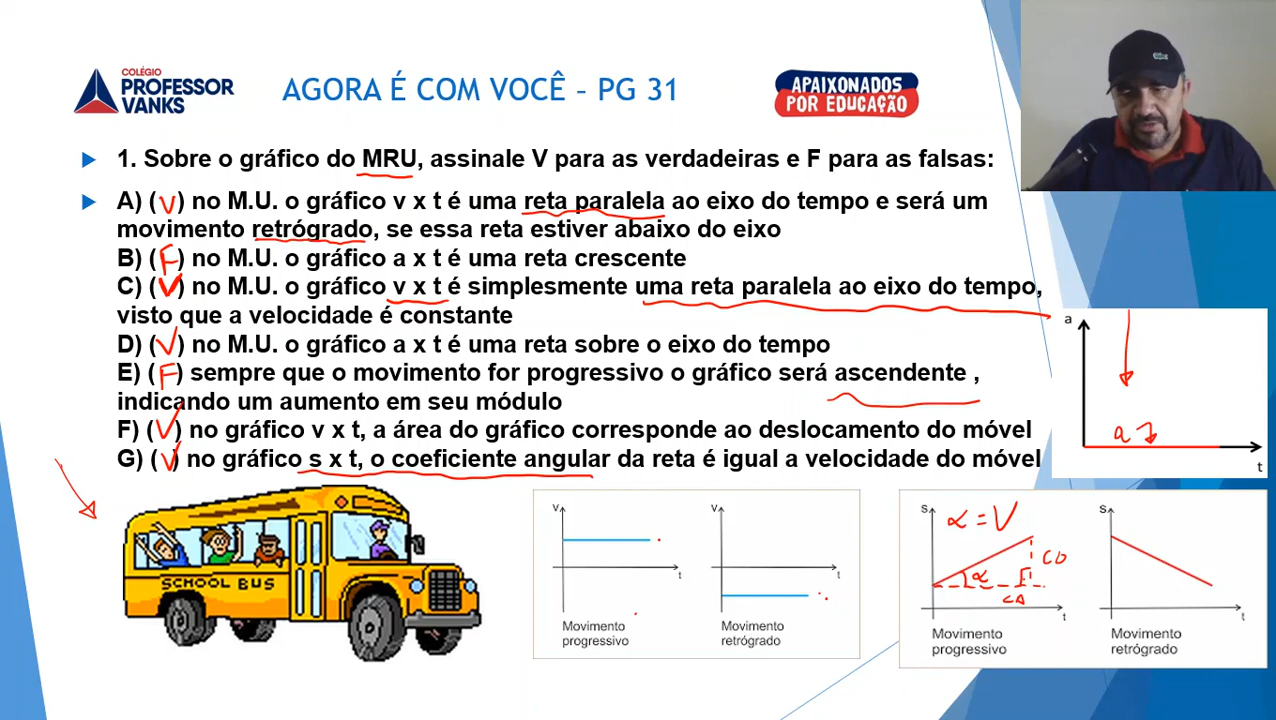 COLÉGIO
PROFESSOR
VANKS
AGORA É COM VOCÊ – PG 31
APAIXONADOS
POR EDUCAÇÃO
1. Sobre o gráfico do MRU, assinale V para as verdadeiras e F para as falsas:
A) (V) no M.U. o gráfico v x t é uma reta paralela ao eixo do tempo e será um
movimento retrógrado, se essa reta estiver abaixo do eixo
B) (F) no M.U. o gráfico a x t é uma reta crescente
C) (V) no M.U. o gráfico v x t é simplesmente uma reta paralela ao eixo do tempo,
visto que a velocidade é constante
D) (V) no M.U. o gráfico a x t é uma reta sobre o eixo do tempo
E) (F) sempre que o movimento for progressivo o gráfico será ascendente ,
indicando um aumento em seu módulo
F) (V) no gráfico v x t, a área do gráfico corresponde ao deslocamento do móvel
G) (V) no gráfico s x t, o coeficiente angular da reta é igual a velocidade do móvel
a
a
t
SCHOOL BUS
v
t
Movimento
progressivo
v
t
Movimento
retrógrado
s
α = V
α
CO
CA
t
Movimento
progressivo
s
t
Movimento
retrógrado